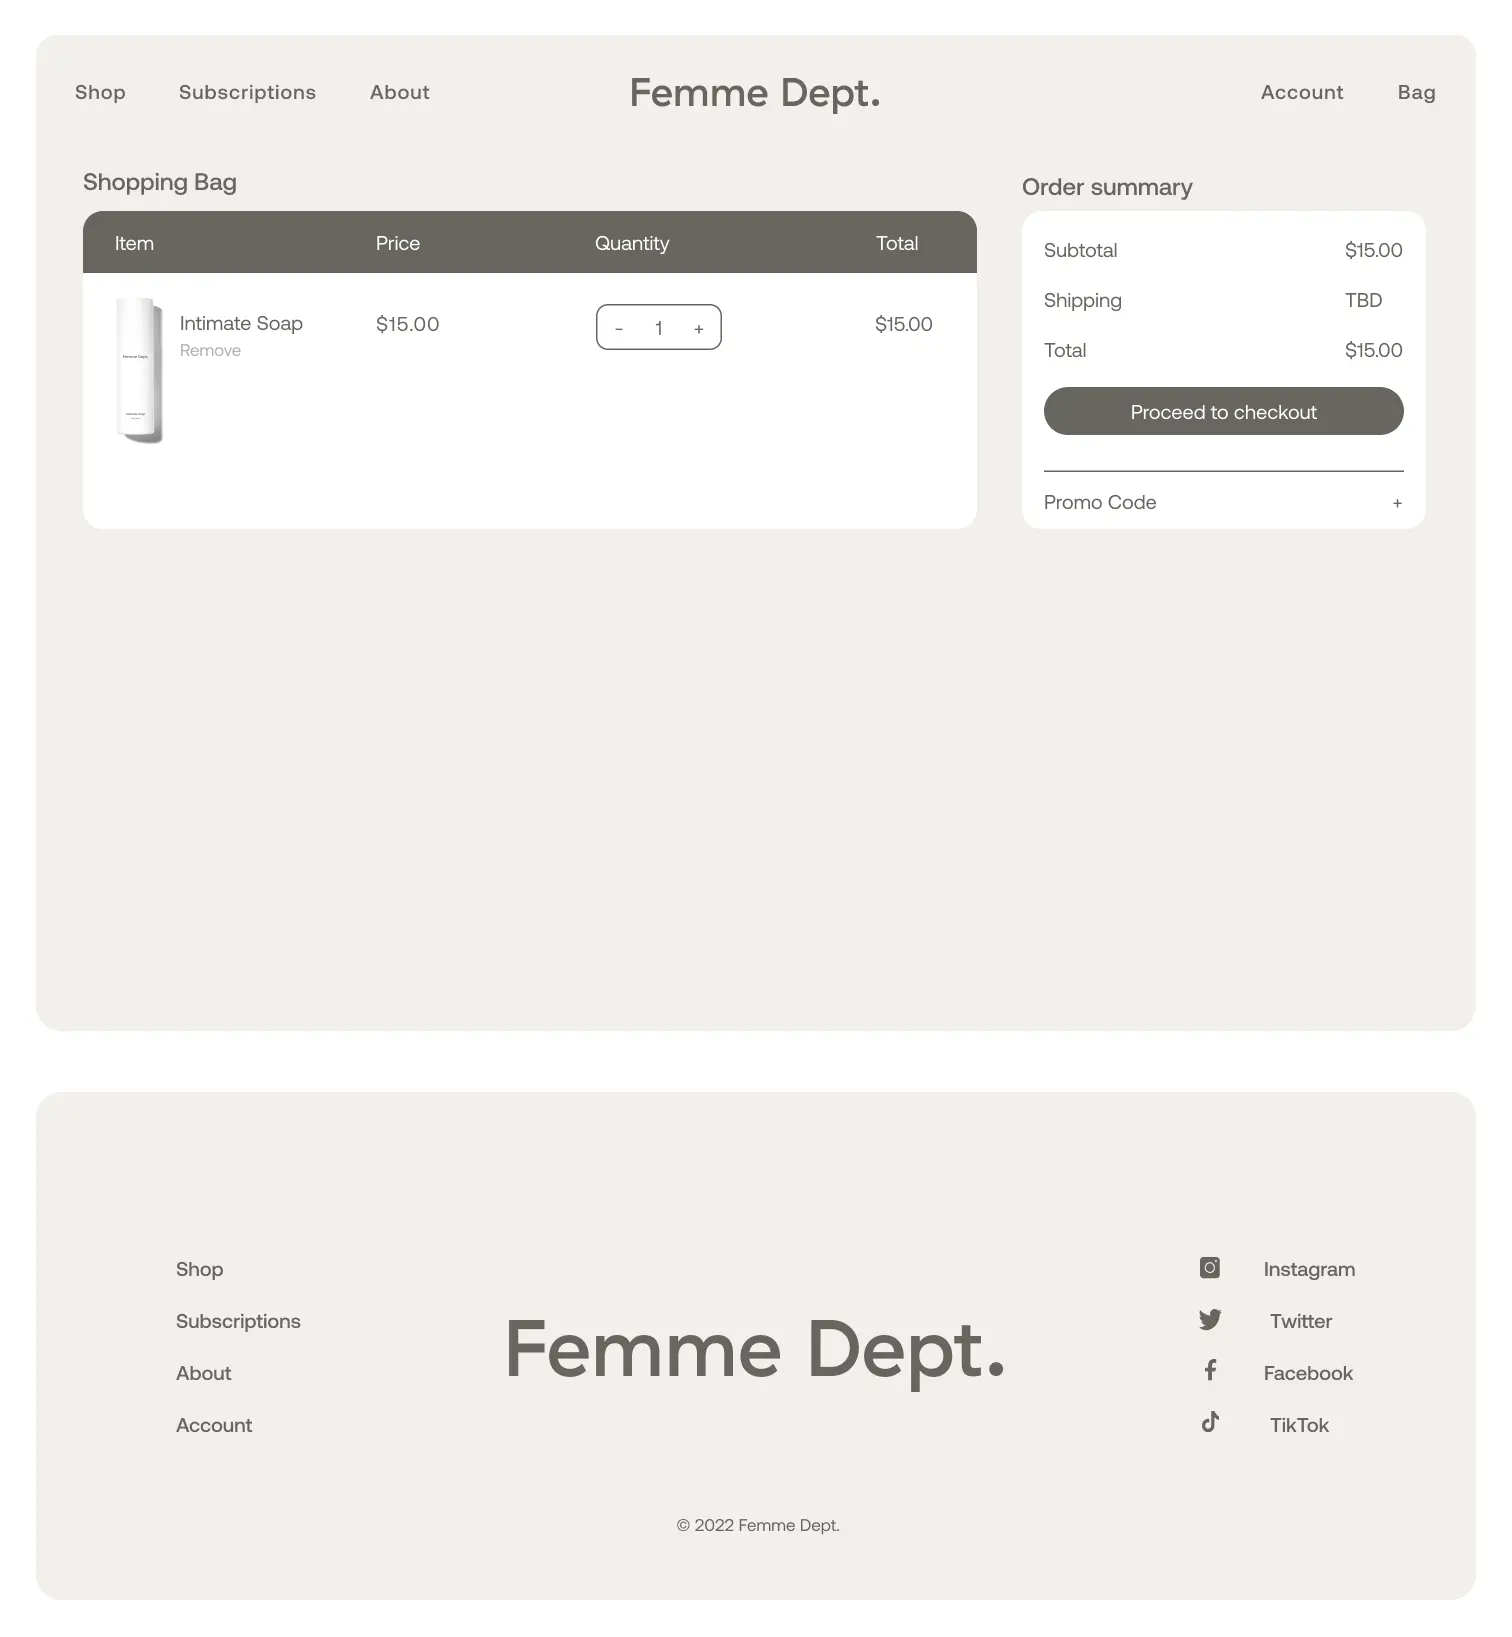 Shop Subscriptions About Femme Dept. Account Bag
Shopping Bag
Item Price Quantity Total
Intimate Soap $15.00 - 1 + $15.00
Remove
Femme Dept.
Order summary
Subtotal $15.00
Shipping TBD
Total $15.00
Proceed to checkout
Promo Code +
Shop
Subscriptions
About
Account
Femme Dept.
Instagram
Twitter
Facebook
TikTok
© 2022 Femme Dept.